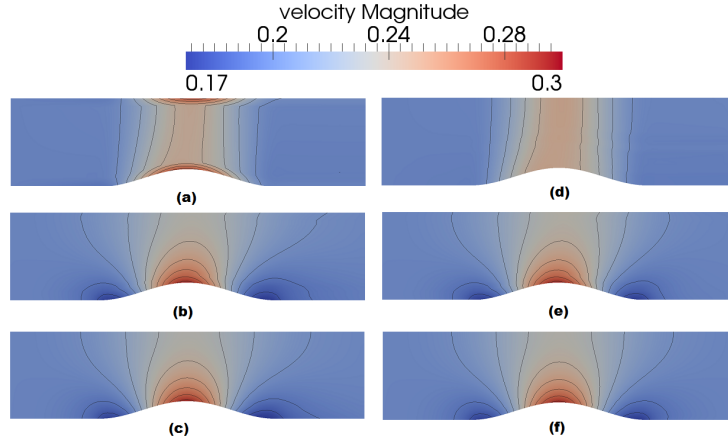 velocity Magnitude
0.2 0.24 0.28
0.17 0.3
(a) (d)
(b) (e)
(c) (f)